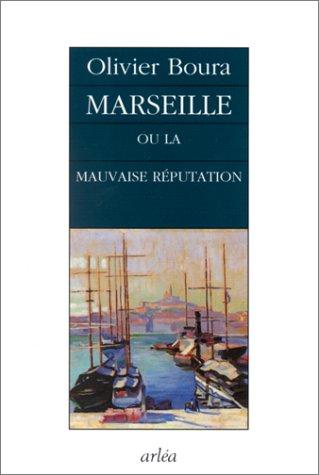 Olivier Boura
MARSEILLE
OU LA
MAUVAISE RÉPUTATION
arléa